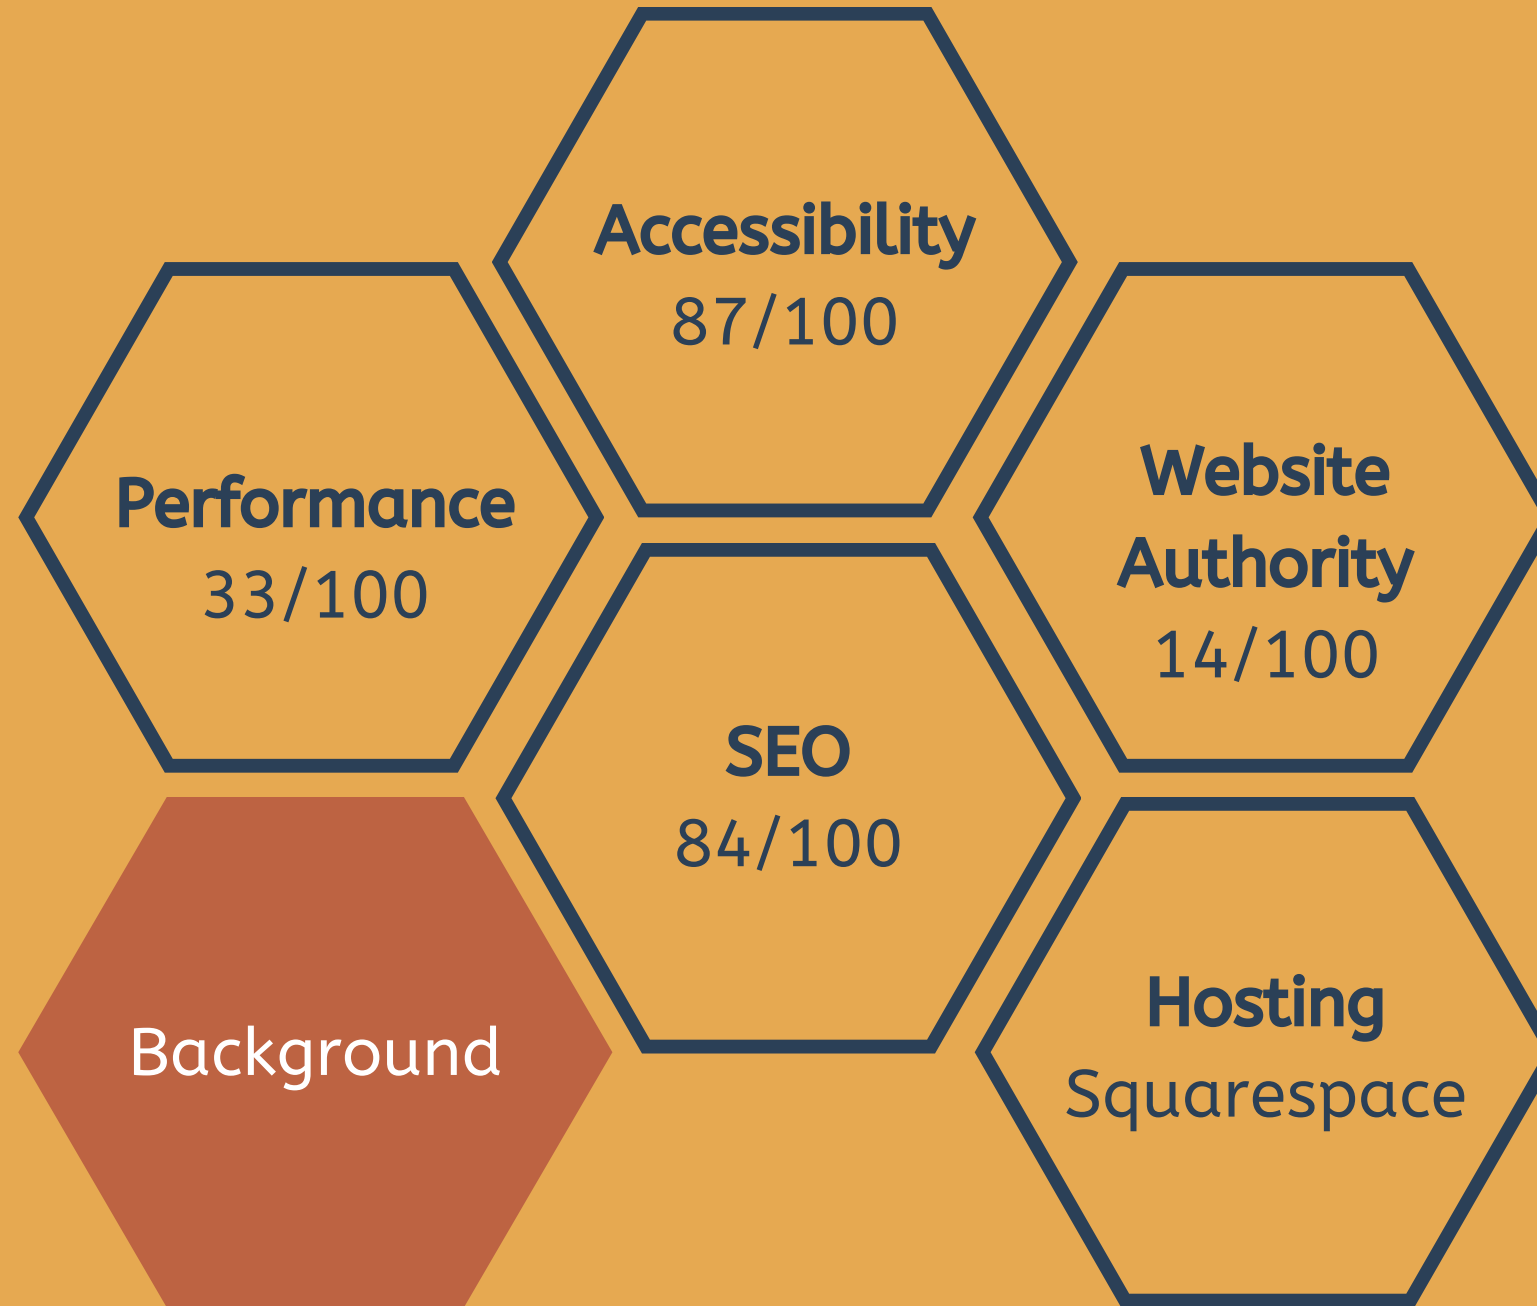 Accessibility
87/100
Performance
33/100
Website
Authority
14/100
SEO
84/100
Background
Hosting
Squarespace